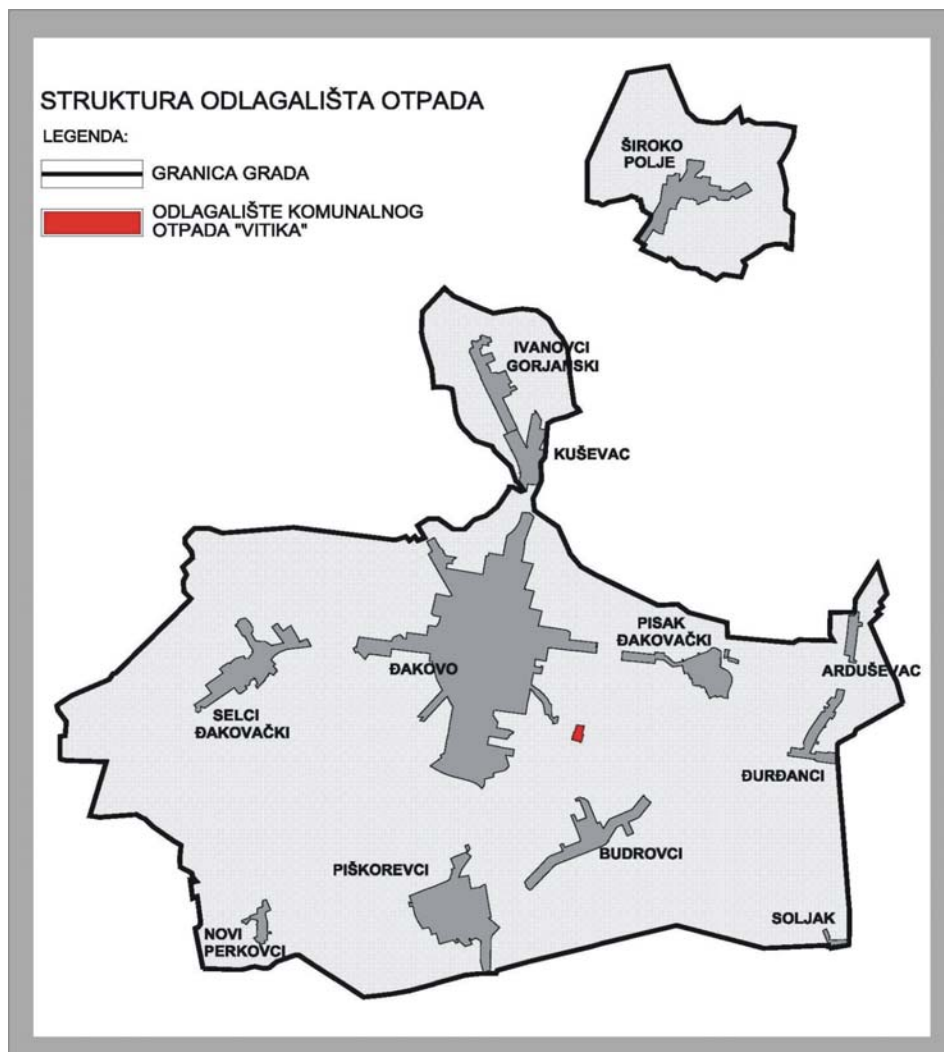 STRUKTURA ODLAGALIŠTA OTPADA
LEGENDA:
GRANICA GRADA
ODLAGALIŠTE KOMUNALNOG
OTPADA "VITIKA"
ŠIROKO
POLJE
IVANOVCI
GORJANSKI
KUŠEVAC
PISAK
ĐAKOVAČKI
ĐAKOVO
ARDUŠEVAC
SELCI
ĐAKOVAČKI
ĐURĐANCI
BUDROVCI
PIŠKOREVCI
SOLJAK
NOVI
PERKOVCI